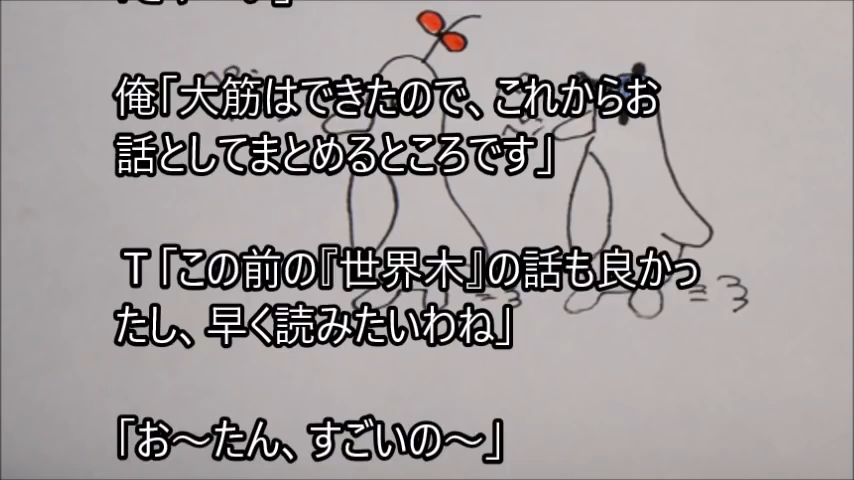 俺「大筋はできたので、これからお
話としてまとめるところです」
T「この前の『世界木』の話も良かっ
たし、早く読みたいわね」
「お～たん、すごいの～」